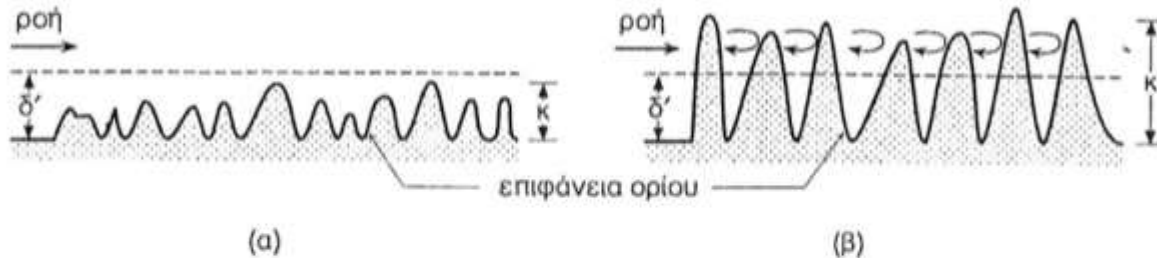 ροή
δ′
κ
ροή
δ′
κ
επιφάνεια ορίου
(α)
(β)